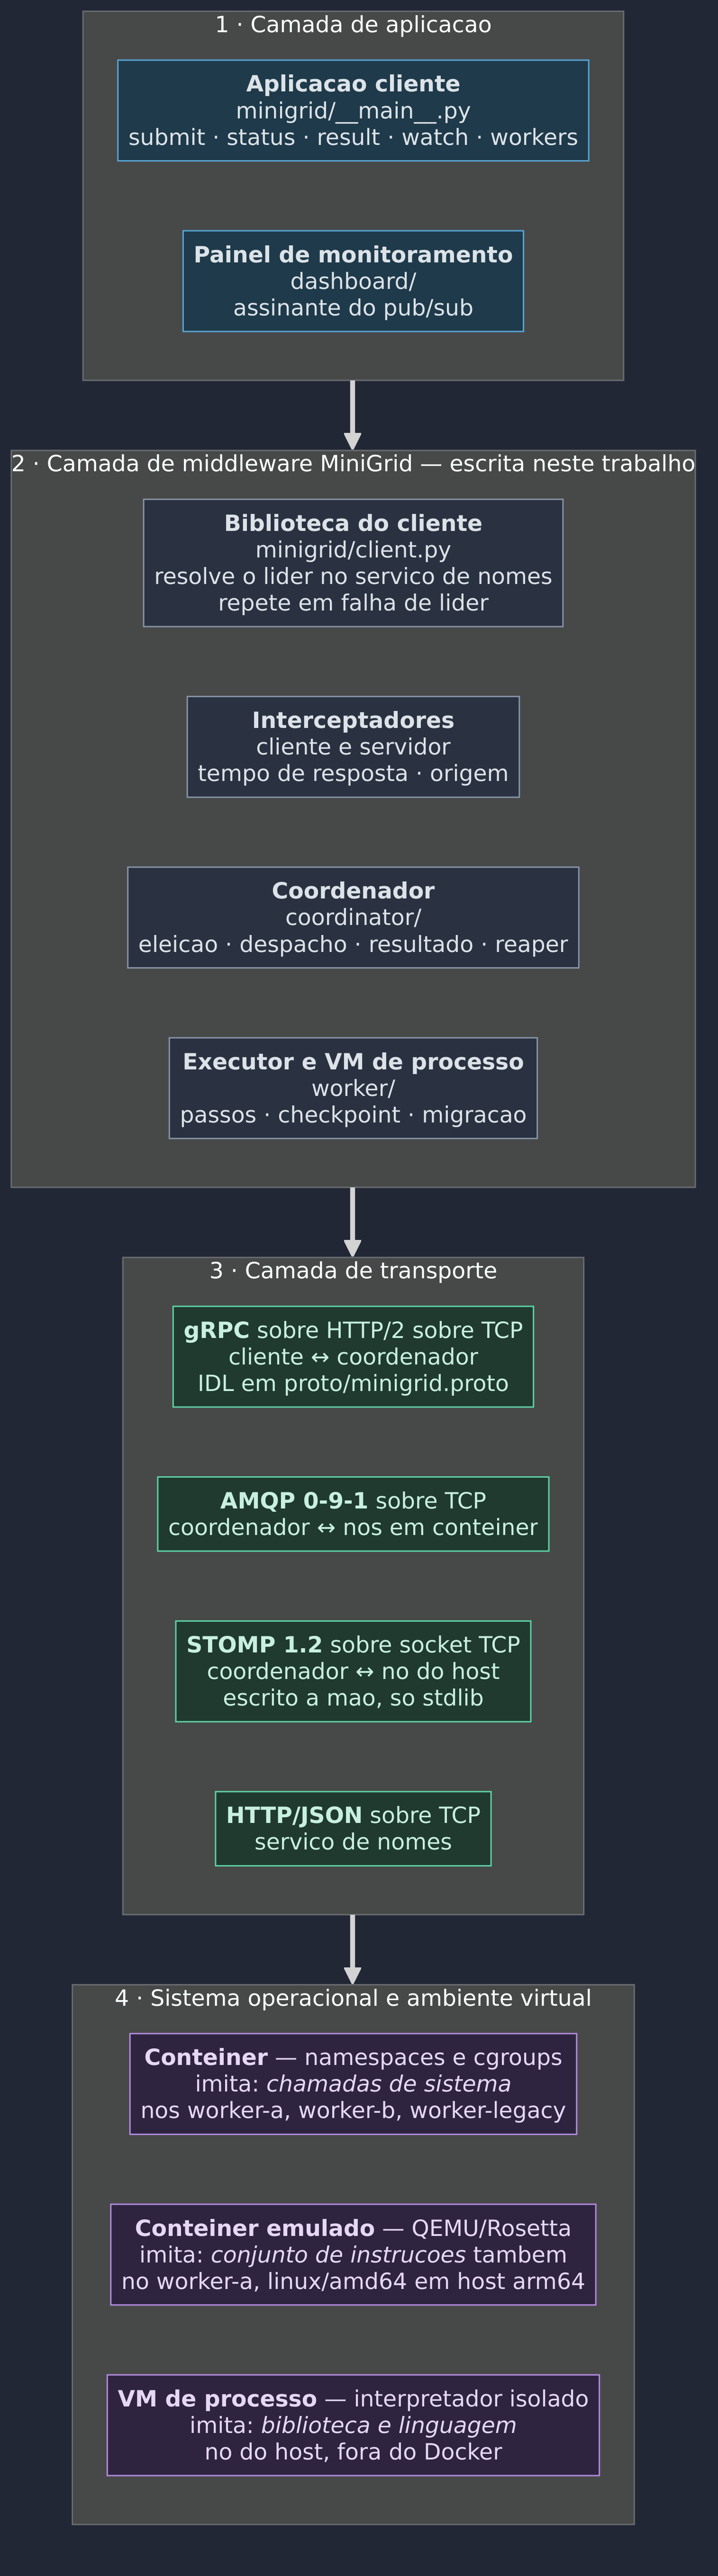 1 · Camada de aplicacao
Aplicacao cliente
minigrid/__main__.py
submit · status · result · watch · workers
Painel de monitoramento
dashboard/
assinante do pub/sub
2 · Camada de middleware MiniGrid — escrita neste trabalho
Biblioteca do cliente
minigrid/client.py
resolve o lider no servico de nomes
repete em falha de lider
Interceptadores
cliente e servidor
tempo de resposta · origem
Coordenador
coordinator/
eleicao · despacho · resultado · reaper
Executor e VM de processo
worker/
passos · checkpoint · migracao
3 · Camada de transporte
gRPC sobre HTTP/2 sobre TCP
cliente ↔ coordenador
IDL em proto/minigrid.proto
AMQP 0-9-1 sobre TCP
coordenador ↔ nos em conteiner
STOMP 1.2 sobre socket TCP
coordenador ↔ no do host
escrito a mao, so stdlib
HTTP/JSON sobre TCP
servico de nomes
4 · Sistema operacional e ambiente virtual
Conteiner — namespaces e cgroups
imita: chamadas de sistema
nos worker-a, worker-b, worker-legacy
Conteiner emulado — QEMU/Rosetta
imita: conjunto de instrucoes tambem
no worker-a, linux/amd64 em host arm64
VM de processo — interpretador isolado
imita: biblioteca e linguagem
no do host, fora do Docker